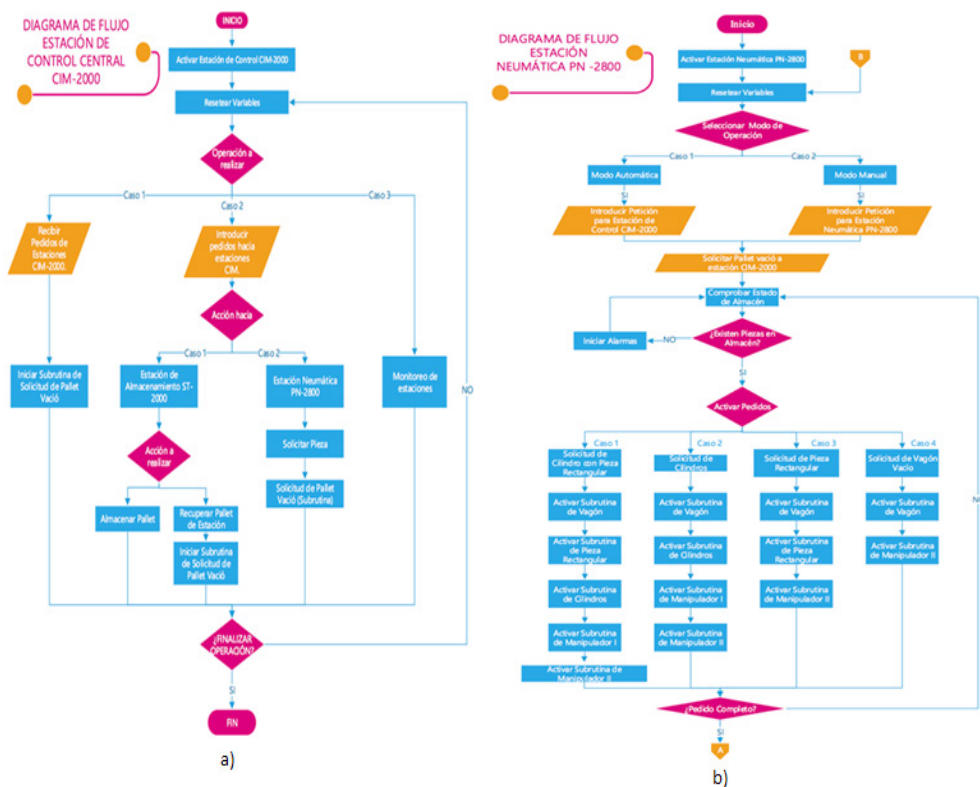 DIAGRAMA DE FLUJO
ESTACIÓN DE
CONTROL CENTRAL
CIM-2000
INICIO
Activar Estación de Control CIM-2000
Resetear Variables
Operación a
realizar
Caso 1
Caso 2
Caso 3
Recibir
Pedidos de
Estaciones
CIM-2000.
Introducir
pedidos hacia
estaciones
CIM.
Acción hacia
Caso 1
Caso 2
Iniciar Subrutina de
Solicitud de Pallet
Vació
Estación de
Almacenamiento ST-
2000
Estación Neumática
PN-2800
Monitoreo de
estaciones
NO
Acción a
realizar
Solicitar Pieza
Solicitud de Pallet
Vació (Subrutina)
Almacenar Pallet
Recuperar Pallet
de Estación
Iniciar Subrutina
de Solicitud de
Pallet Vació
¿FINALIZAR
OPERACIÓN?
SI
FIN
a)
DIAGRAMA DE FLUJO
ESTACIÓN
NEUMÁTICA PN -2800
Inicio
Activar Estación Neumática PN-2800
B
Resetear Variables
Seleccionar Modo de
Operación
Caso 1
Caso 2
Modo Automática
Modo Manual
SI
SI
Introducir Petición
para Estación de
Control CIM-2000
Introducir Petición
para Estación
Neumática PN-2800
Solicitar Pallet vació a
estación CIM-2000
Comprobar Estado
de Almacén
Iniciar Alarmas
NO
¿Existen Piezas en
Almacén?
SI
Activar Pedidos
Caso 1
Caso 2
Caso 3
Caso 4
Solicitud de
Cilindro con Pieza
Rectangular
Solicitud de
Cilindros
Solicitud de Pieza
Rectangular
Solicitud de Vagón
Vacio
NO
Activar Subrutina
de Vagón
Activar Subrutina
de Vagón
Activar Subrutina
de Vagón
Activar Subrutina
de Vagón
Activar Subrutina
de Pieza
Rectangular
Activar Subrutina
de Cilindros
Activar Subrutina
de Pieza
Rectangular
Activar Subrutina
de Manipulador II
Activar Subrutina
de Cilindros
Activar Subrutina
de Manipulador I
Activar Subrutina
de Manipulador II
Activar Subrutina
de Manipulador I
Activar Subrutina
de Manipulador II
Activar Subrutina de
Manipulador II
¿Pedido Completo?
SI
A
b)